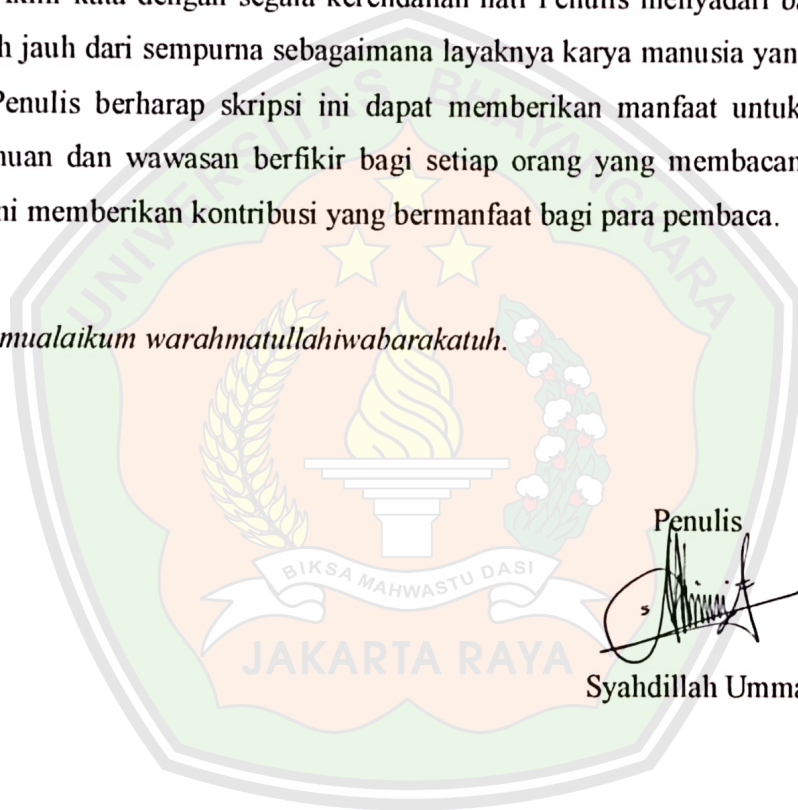 kata dengan segala kerendahan hati Penulis menyadari
jauh dari sempurna sebagaimana layaknya karya manusia yan
Penulis berharap skripsi ini dapat memberikan manfaat untuk
huan dan wawasan berfikir bagi setiap orang yang membacan
ni memberikan kontribusi yang bermanfaat bagi para pembaca.
mualaikum warahmatullahiwabarakatuh.
Penulis
Syahdillah Umma
UNIVERSITAS BHAYANGKARA
BIKSA MAHWASTU DASI
JAKARTA RAYA